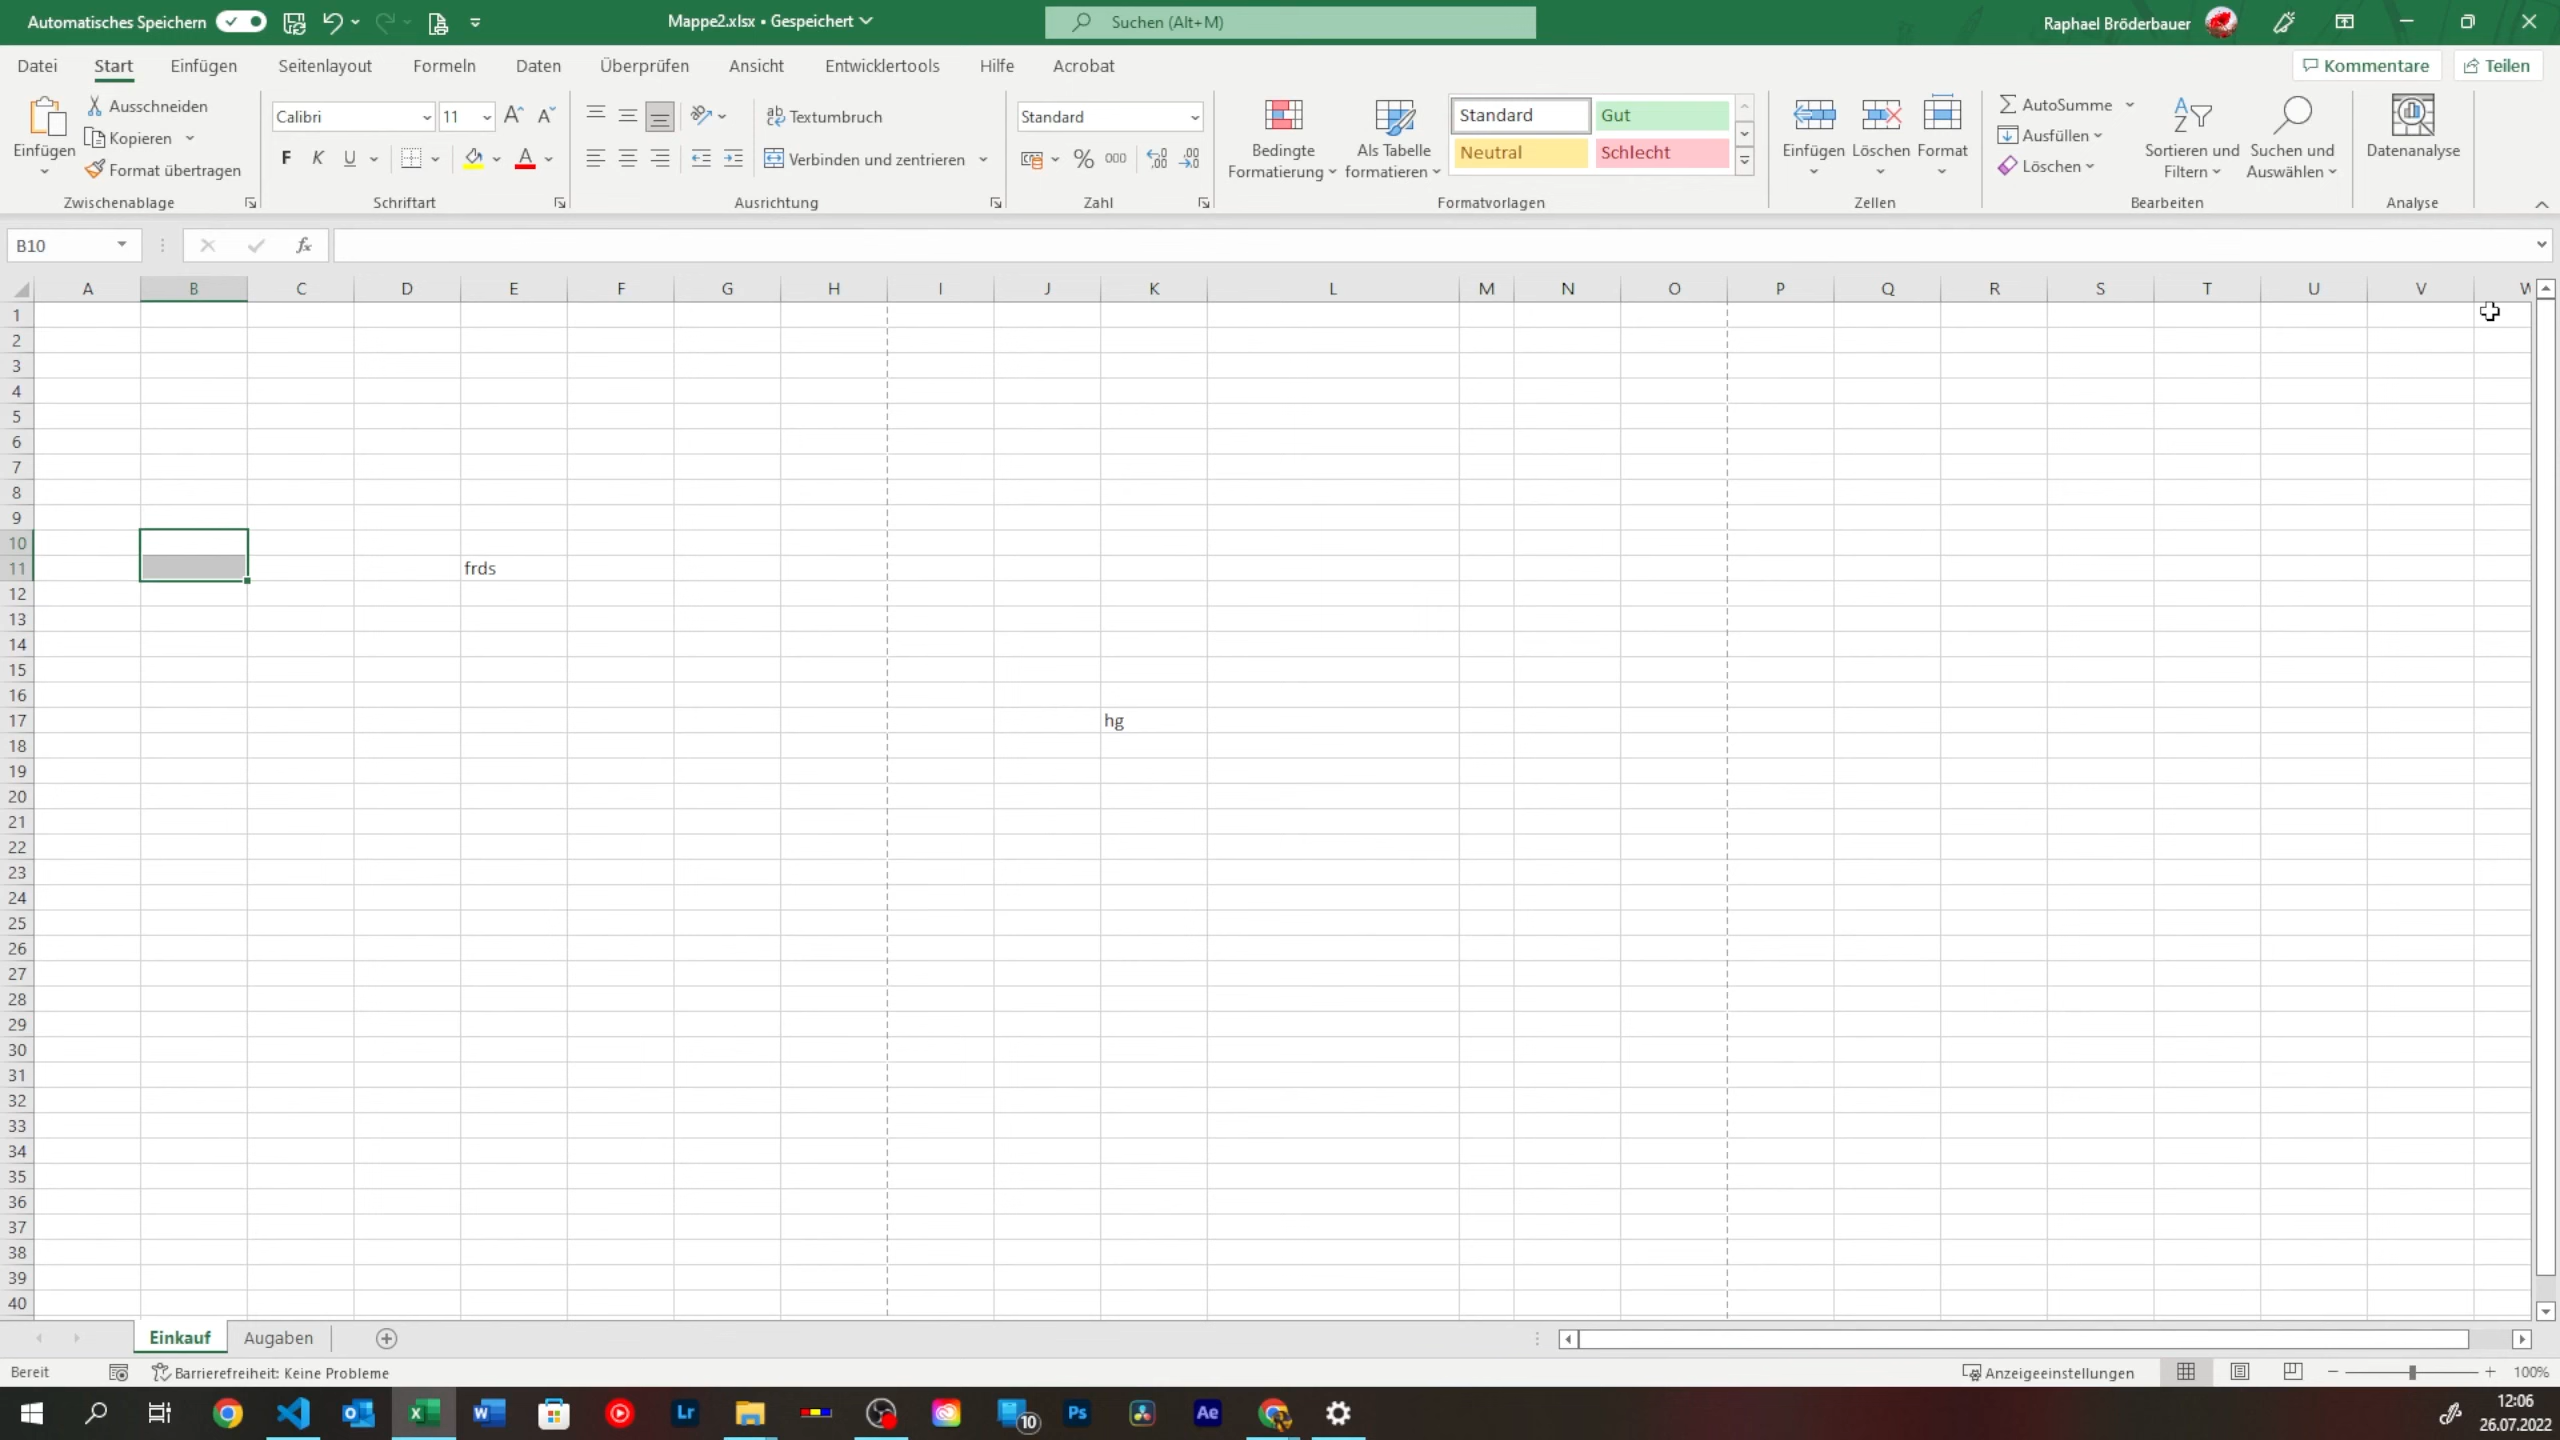 Automatisches Speichern
Mappe2.xlsx • Gespeichert
Suchen (Alt+M)
Raphael Bröderbauer
Datei Start Einfügen Seitenlayout Formeln Daten Überprüfen Ansicht Entwicklertools Hilfe Acrobat Kommentare Teilen
Einfügen
Ausschneiden
Kopieren
Format übertragen
Zwischenablage
Calibri 11
F K U
Schriftart
Textumbruch
Verbinden und zentrieren
Ausrichtung
Standard
% 000
Zahl
Bedingte
Formatierung
Als Tabelle
formatieren
Standard Gut
Neutral Schlecht
Formatvorlagen
Einfügen Löschen Format
Zellen
AutoSumme
Ausfüllen
Löschen
Sortieren und
Filtern
Suchen und
Auswählen
Bearbeiten
Datenanalyse
Analyse
B10 fx
A B C D E F G H I J K L M N O P Q R S T U V W
1
2
3
4
5
6
7
8
9
10
11 frds
12
13
14
15
16
17 hg
18
19
20
21
22
23
24
25
26
27
28
29
30
31
32
33
34
35
36
37
38
39
40
Einkauf Augaben
Bereit Barrierefreiheit: Keine Probleme Anzeigeeinstellungen 100%
Lr 10 Ps Ae
12:06
26.07.2022